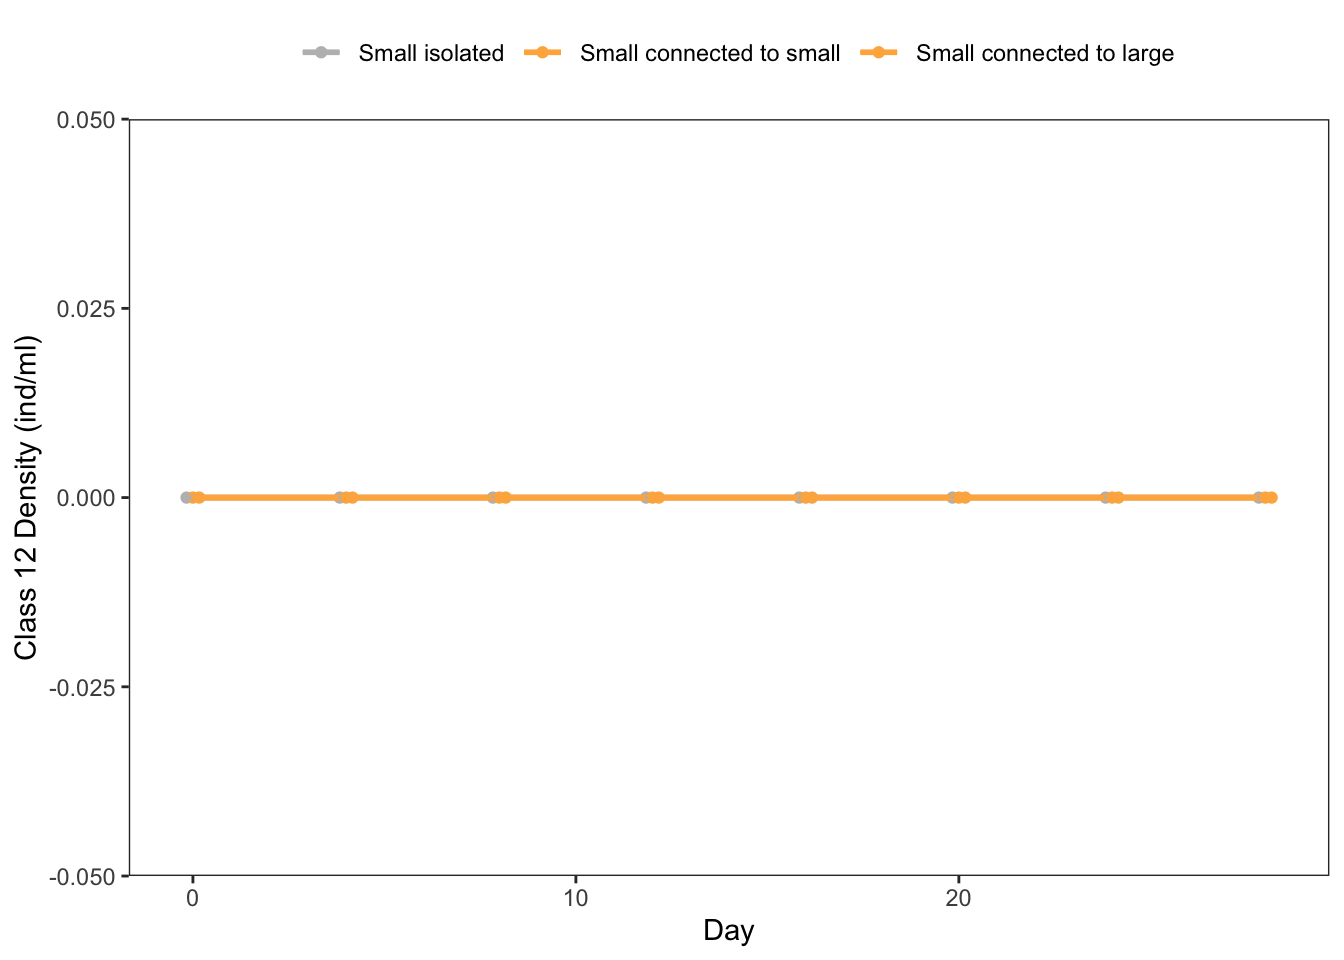 Small isolated Small connected to small Small connected to large
0.050
0.025
0.000
-0.025
-0.050
Class 12 Density (ind/ml)
0 10 20
Day